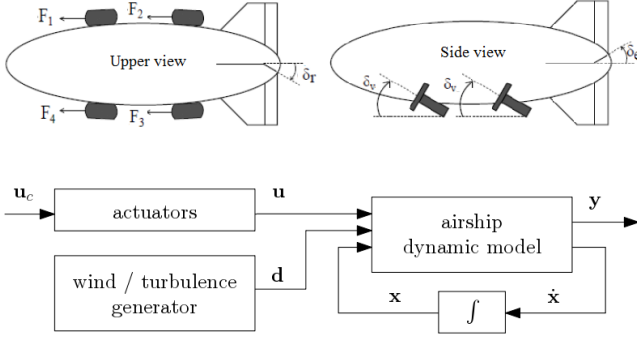 F₁
F₂
Upper view
δr
F₄
F₃
Side view
δe
δv
δv
u_c
actuators
u
wind / turbulence
generator
d
airship
dynamic model
y
x
∫
ẋ